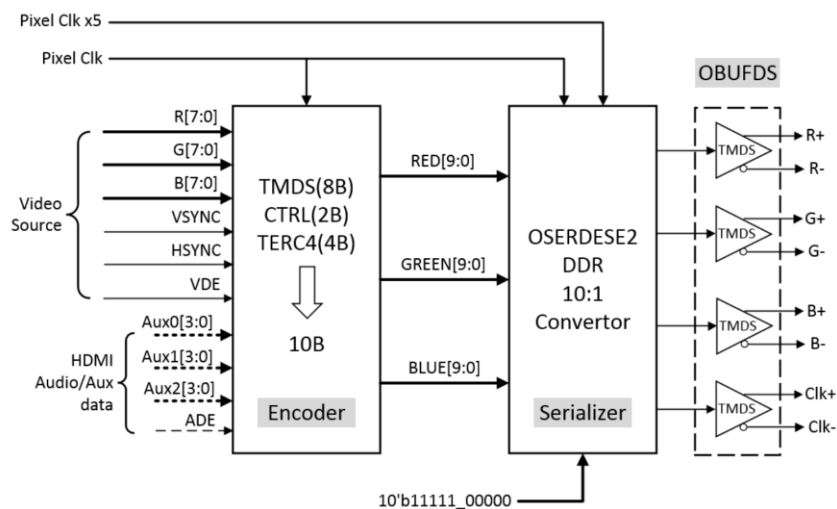 Pixel Clk x5
Pixel Clk
OBUFDS
R[7:0]
G[7:0]
B[7:0]
VSYNC
HSYNC
VDE
Video
Source
Aux0[3:0]
Aux1[3:0]
Aux2[3:0]
ADE
HDMI
Audio/Aux
data
TMDS(8B)
CTRL(2B)
TERC4(4B)
10B
Encoder
RED[9:0]
GREEN[9:0]
BLUE[9:0]
OSERDESE2
DDR
10:1
Convertor
Serializer
10'b11111_00000
TMDS
R+
R-
TMDS
G+
G-
TMDS
B+
B-
TMDS
Clk+
Clk-